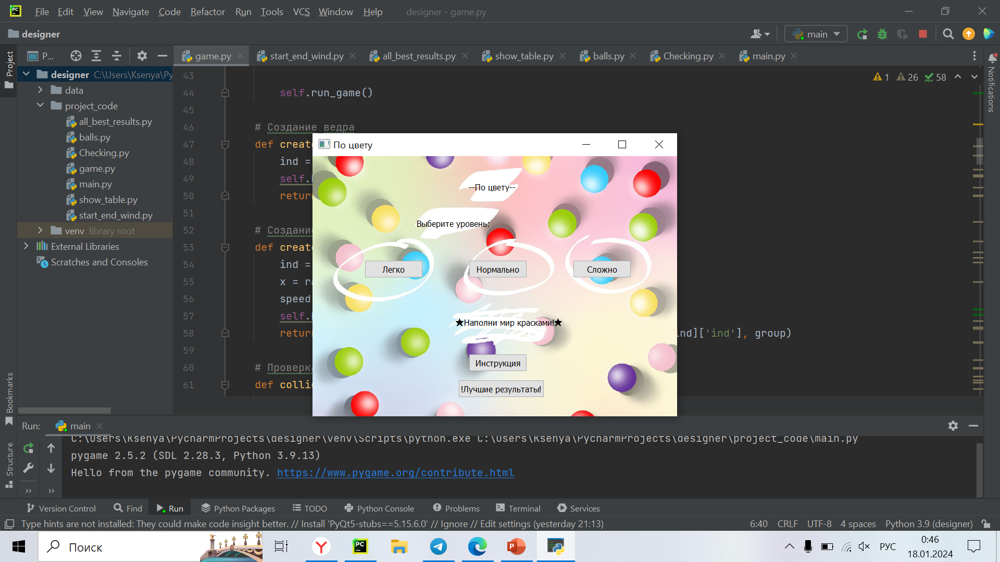 PC File Edit View Navigate Code Refactor Run Tools VCS Window Help designer - game.py
designer
main
P...
game.py start_end_wind.py all_best_results.py show_table.py balls.py Checking.py main.py
Project
Notifications
designer C:\Users\Ksenya\Py
data
project_code
all_best_results.py
balls.py
Checking.py
game.py
main.py
show_table.py
start_end_wind.py
venv library root
External Libraries
Scratches and Consoles
1 26 58
43
44 self.run_game()
45
46 # Создание ведра
47 def create
48 ind =
49 self.
50 return
51
52 # Создание
53 def create
54 ind =
55 x =
56 speed
57 self.
58 return nd]['ind'], group)
59
60 # Проверка
61 def collid
По цвету
--По цвету--
Выберите уровень:
Легко Нормально Сложно
★Наполни мир красками!★
Инструкция
!Лучшие результаты!
Bookmarks
Structure
Run: main
C:\Users\Ksenya\PycharmProjects\designer\venv\Scripts\python.exe C:\Users\Ksenya\PycharmProjects\designer\project_code\main.py
pygame 2.5.2 (SDL 2.28.3, Python 3.9.13)
Hello from the pygame community. https://www.pygame.org/contribute.html
Version Control Find Run Python Packages TODO Python Console Problems Terminal Services
Type hints are not installed: They could make code insight better. // Install 'PyQt5-stubs==5.15.6.0' // Ignore // Edit settings (yesterday 21:13) 6:40 CRLF UTF-8 4 spaces Python 3.9 (designer)
Поиск
PC
РУС
0:46
18.01.2024